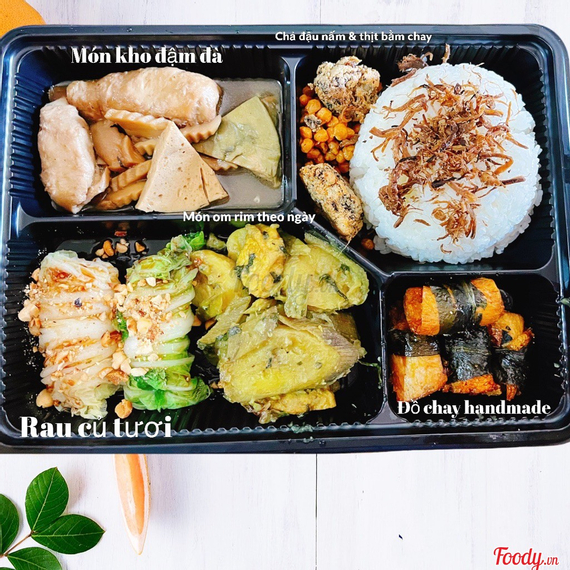 Chả đậu nấm & thịt bằm chay
Món kho đậm đà
Món om rim theo ngày
Đồ chay handmade
Rau củ tươi
Foody.vn